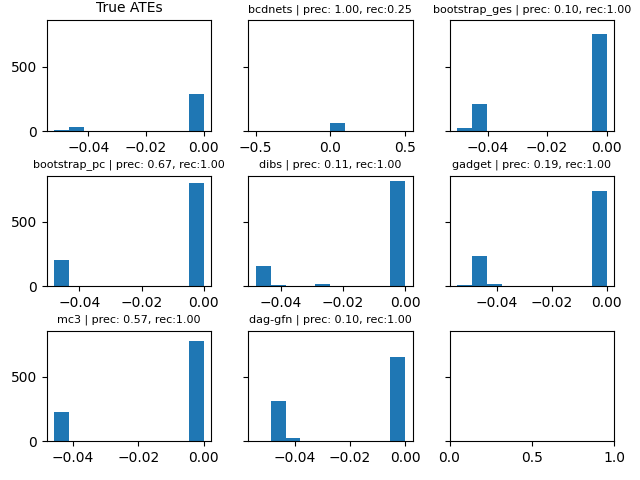 True ATEs
bcdnets | prec: 1.00, rec:0.25
bootstrap_ges | prec: 0.10, rec:1.00
500
0
−0.04 −0.02 0.00
−0.5 0.0 0.5
−0.04 −0.02 0.00
bootstrap_pc | prec: 0.67, rec:1.00
dibs | prec: 0.11, rec:1.00
gadget | prec: 0.19, rec:1.00
500
0
−0.04 −0.02 0.00
−0.04 −0.02 0.00
−0.04 −0.02 0.00
mc3 | prec: 0.57, rec:1.00
dag-gfn | prec: 0.10, rec:1.00
500
0
−0.04 −0.02 0.00
−0.04 −0.02 0.00
0.0 0.5 1.0